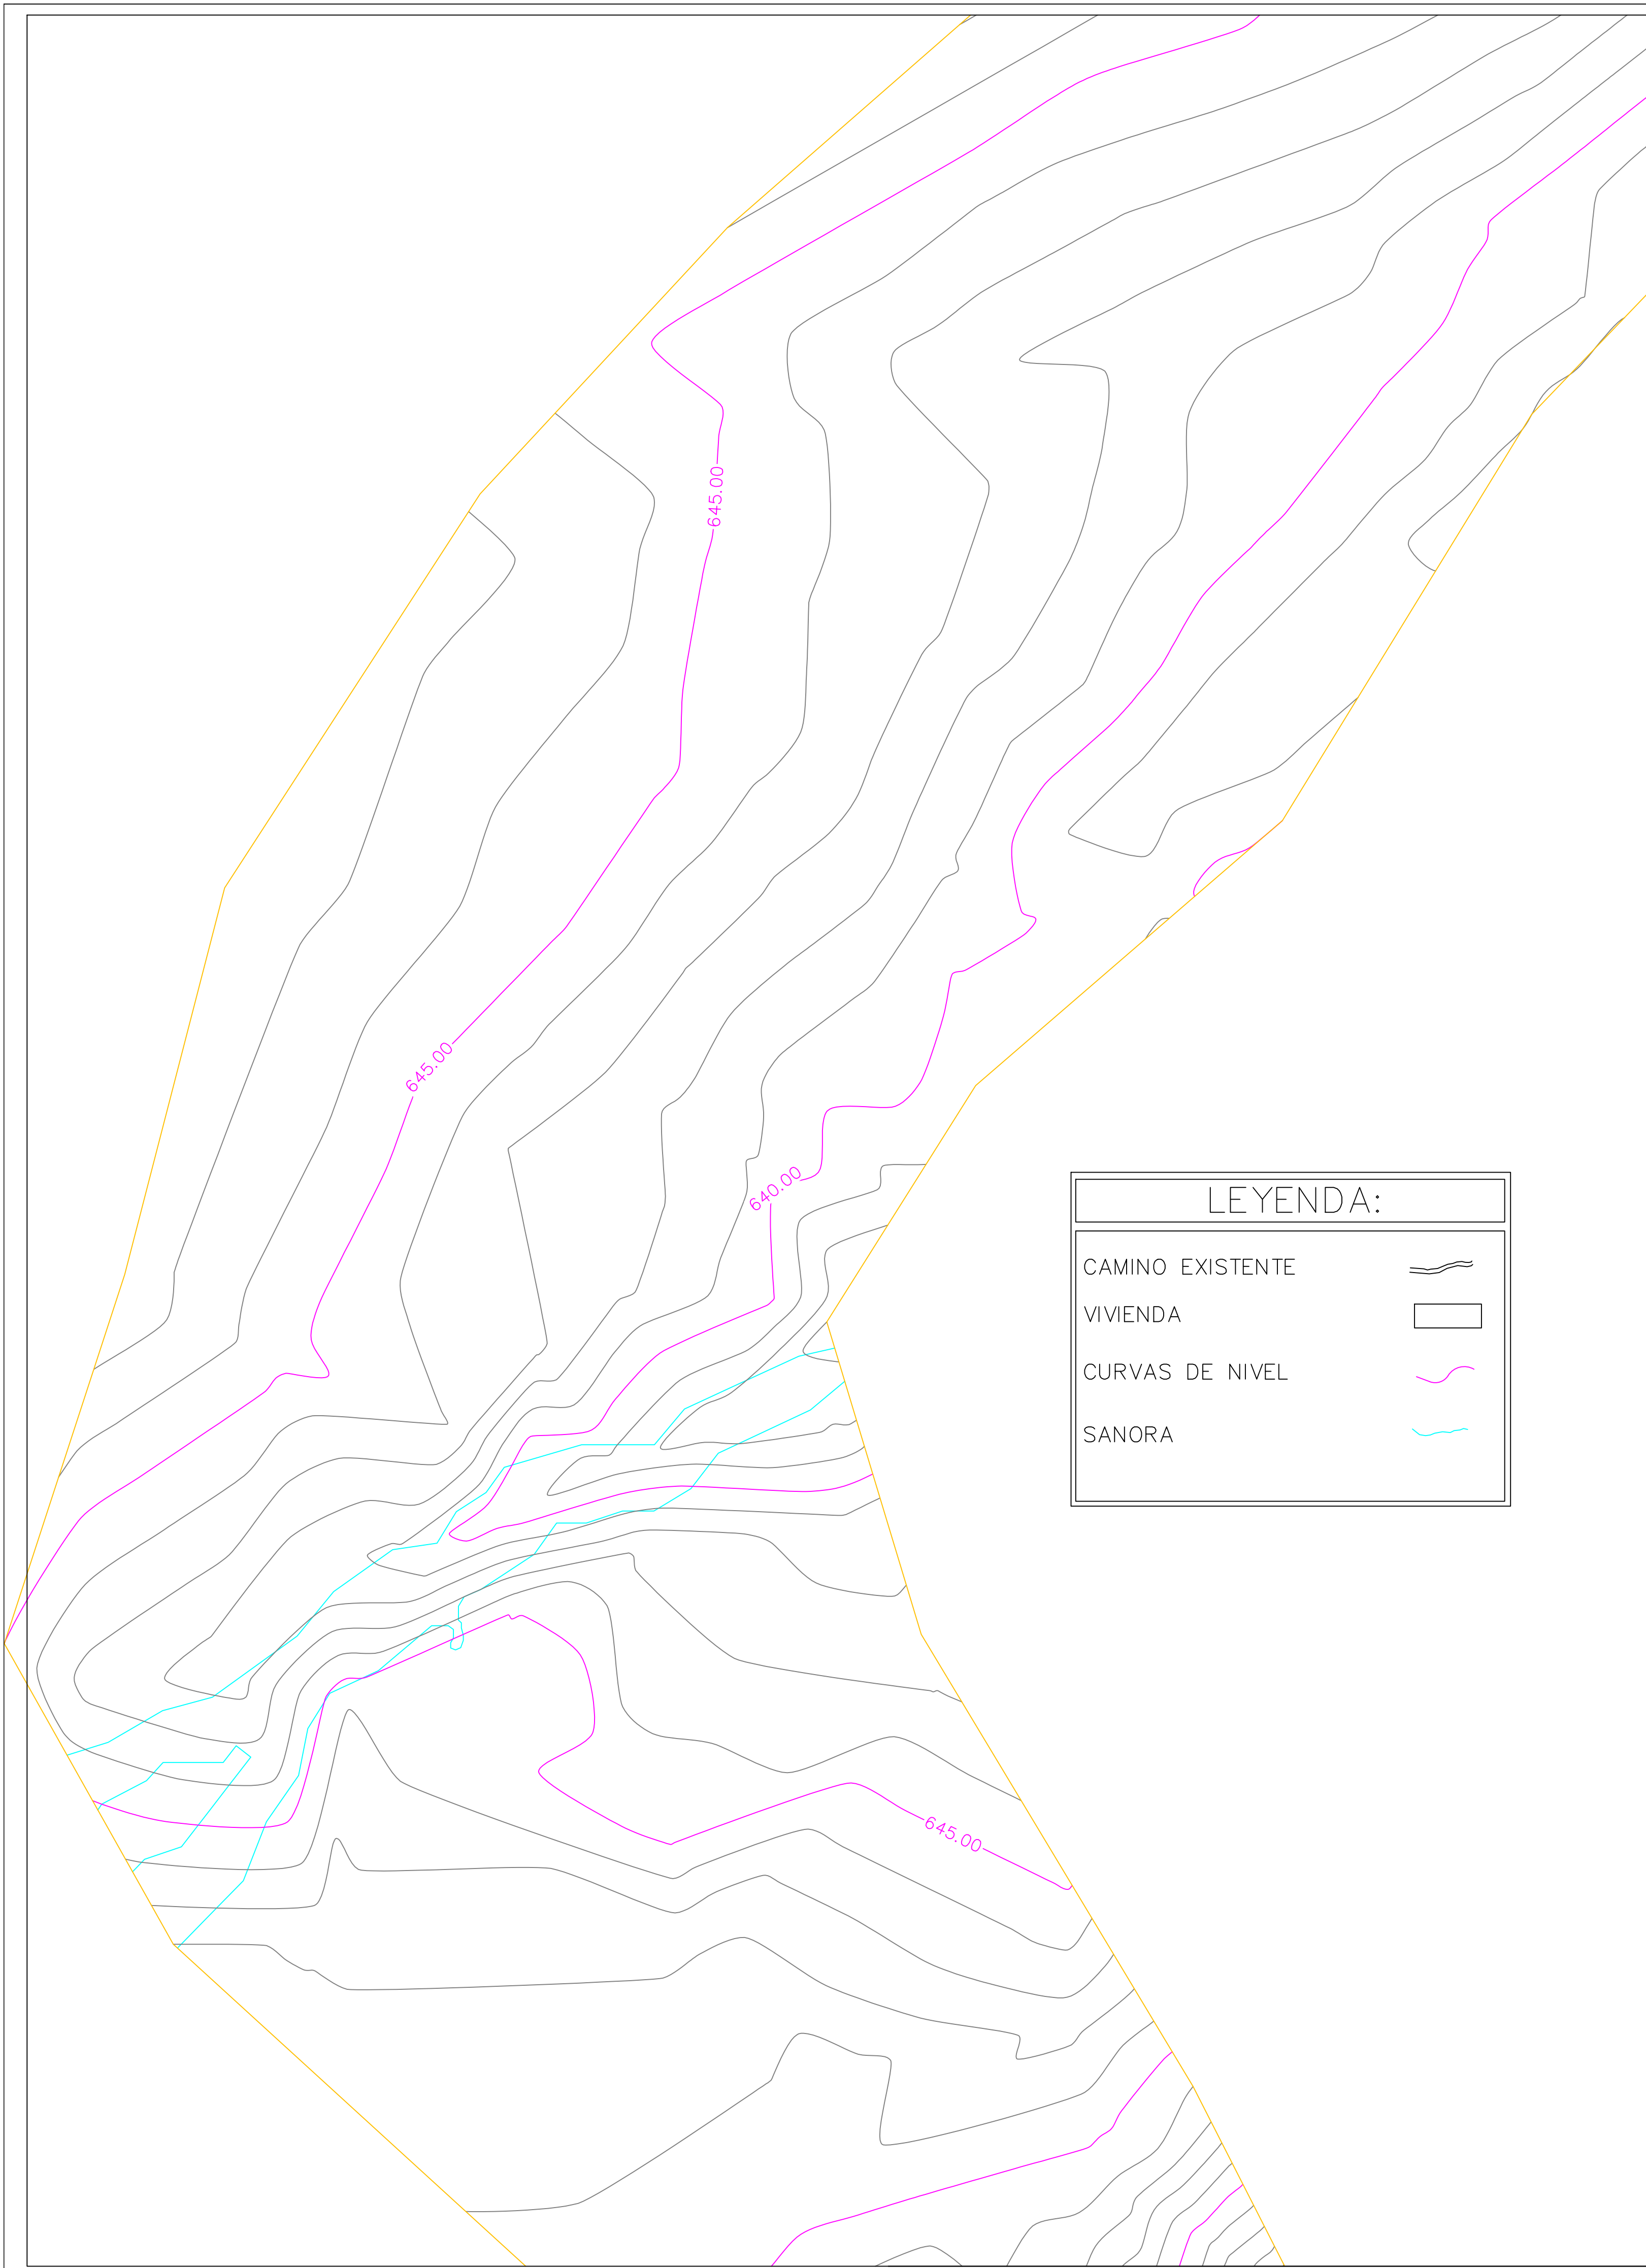 645.00
645.00
640.00
LEYENDA:
CAMINO EXISTENTE
VIVIENDA
CURVAS DE NIVEL
SANORA
645.00